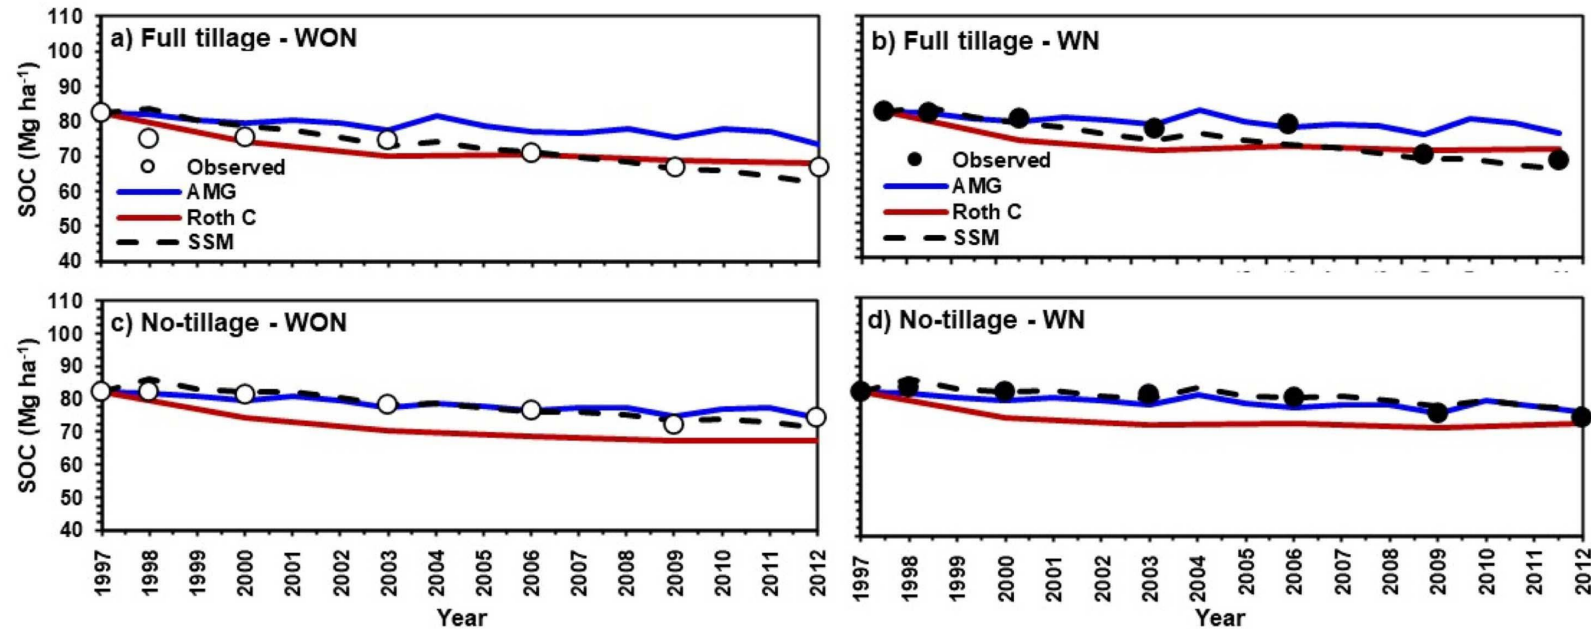 a) Full tillage - WON
SOC (Mg ha⁻¹)
110
100
90
80
70
60
50
40
Observed
AMG
Roth C
SSM
b) Full tillage - WN
Observed
AMG
Roth C
SSM
c) No-tillage - WON
SOC (Mg ha⁻¹)
110
100
90
80
70
60
50
40
1997 1998 1999 2000 2001 2002 2003 2004 2005 2006 2007 2008 2009 2010 2011 2012
Year
d) No-tillage - WN
1997 1998 1999 2000 2001 2002 2003 2004 2005 2006 2007 2008 2009 2010 2011 2012
Year